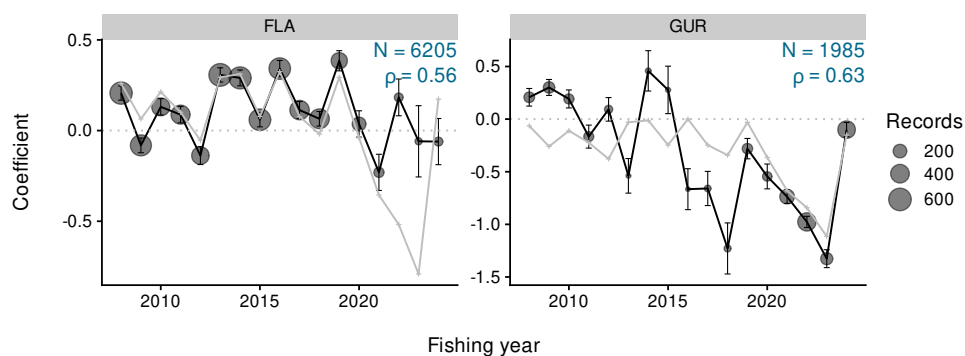 FLA
GUR
N = 6205
ρ = 0.56
N = 1985
ρ = 0.63
Coefficient
0.5
0.0
-0.5
0.5
0.0
-0.5
-1.0
-1.5
2010
2015
2020
2010
2015
2020
Fishing year
Records
200
400
600